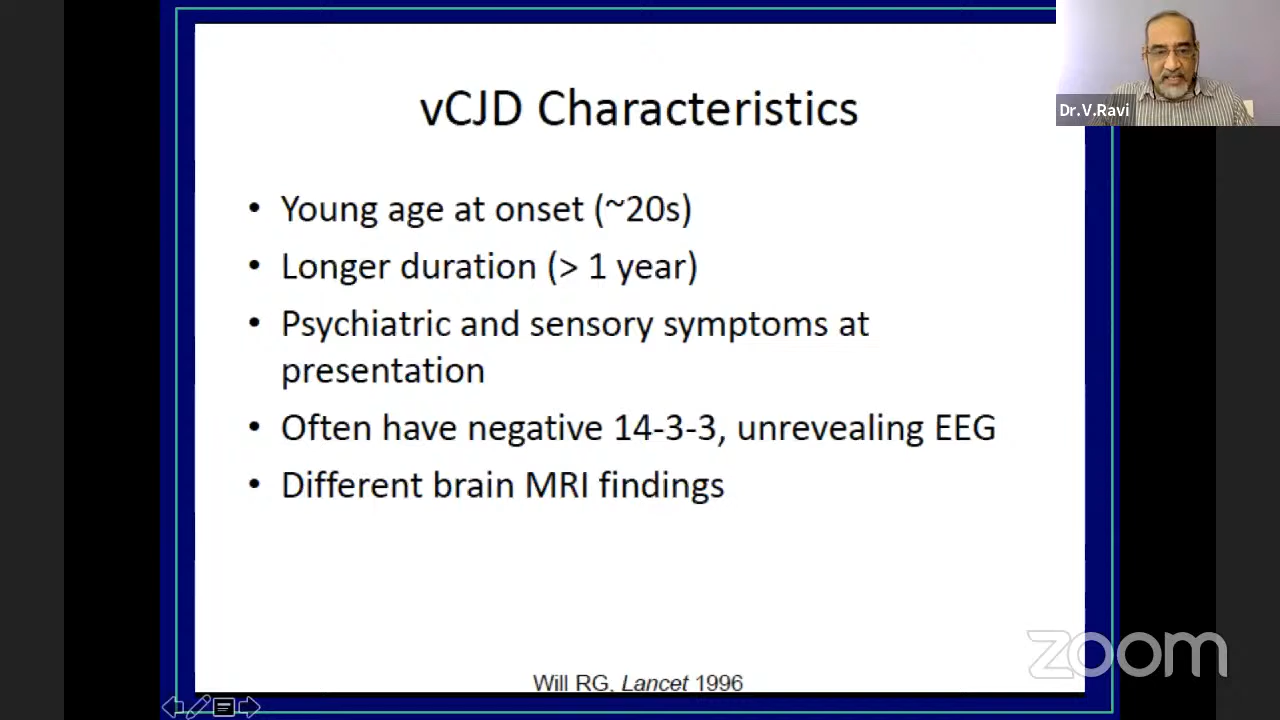 vCJD Characteristics
Dr.V.Ravi
• Young age at onset (~20s)
• Longer duration (> 1 year)
• Psychiatric and sensory symptoms at
presentation
• Often have negative 14-3-3, unrevealing EEG
• Different brain MRI findings
zoom
Will RG, Lancet 1996